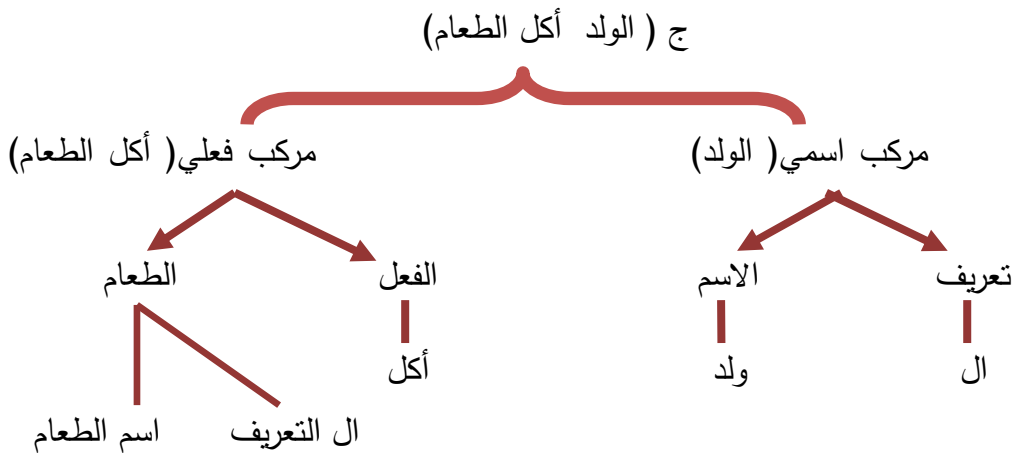 ج ( الولد أكل الطعام)
مركب اسمي( الولد)
مركب فعلي( أكل الطعام)
تعريف
الاسم
الفعل
الطعام
ال
ولد
أكل
ال التعريف
اسم الطعام